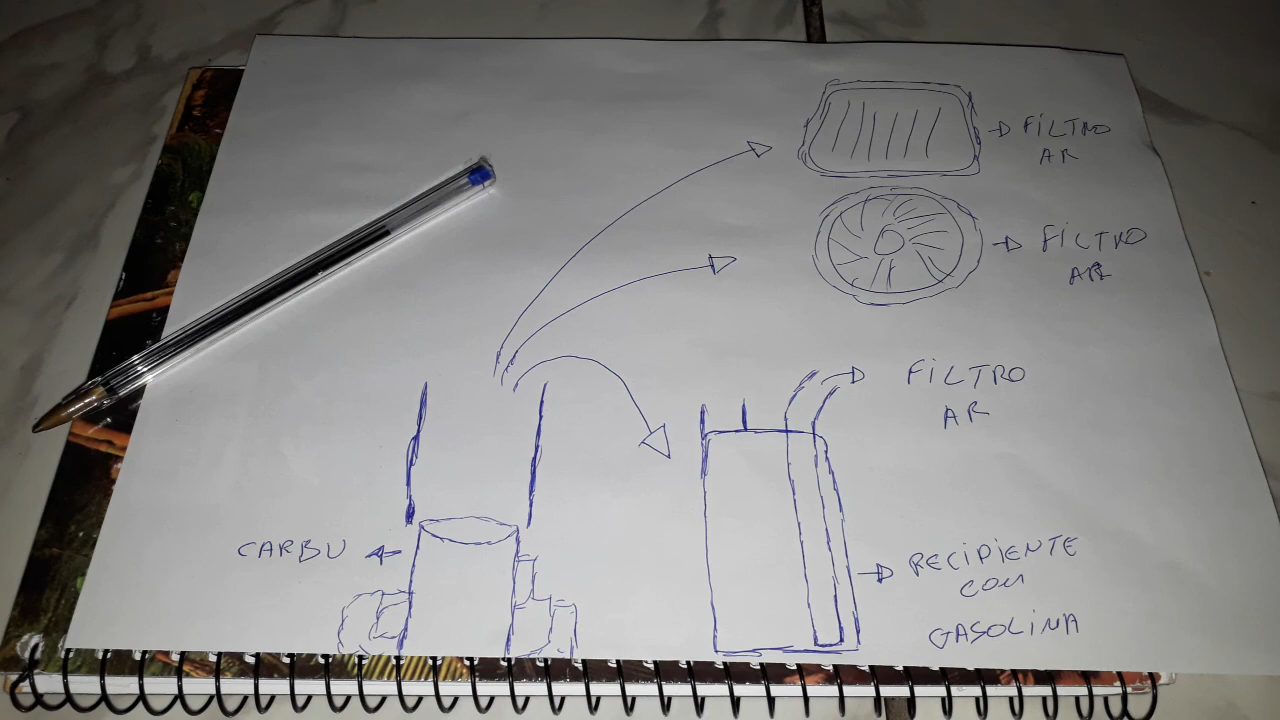 FILTRO
AR
FILTRO
AR
FILTRO
AR
CARBU
RECIPIENTE
COM
GASOLINA